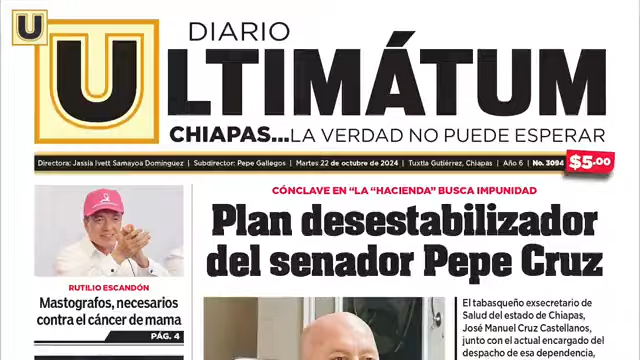 U
DIARIO
ULTIMÁTUM
CHIAPAS...LA VERDAD NO PUEDE ESPERAR
Directora: Jassia Ivett Samayoa Domínguez | Subdirector: Pepe Gallegos | Martes 22 de octubre de 2024 | Tuxtla Gutiérrez, Chiapas | Año 6 | No. 3094 $5.00
CÓNCLAVE EN “LA “HACIENDA” BUSCA IMPUNIDAD
Plan desestabilizador
del senador Pepe Cruz
RUTILIO ESCANDÓN
Mastografos, necesarios
contra el cáncer de mama
PÁG. 4
El tabasqueño exsecretario de
Salud del estado de Chiapas,
José Manuel Cruz Castellanos,
junto con el actual encargado del
despacho de esa dependencia,